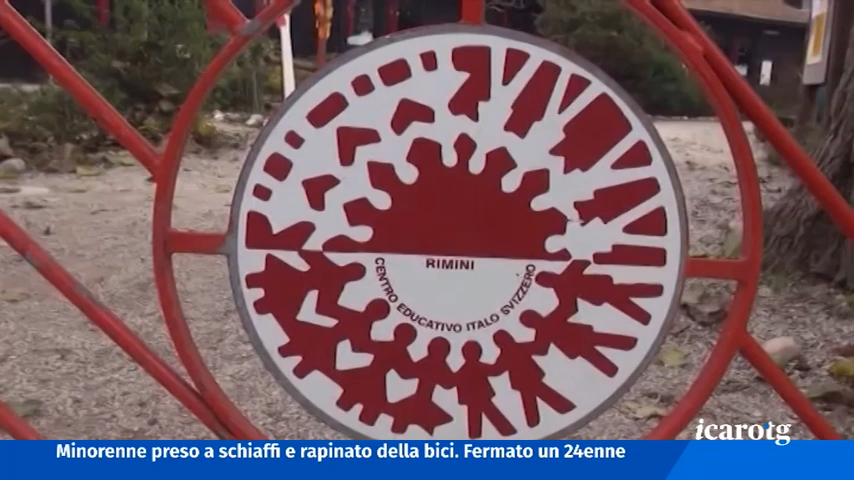 RIMINI
CENTRO EDUCATIVO ITALO SVIZZERO
icarotg
Minorenne preso a schiaffi e rapinato della bici. Fermato un 24enne